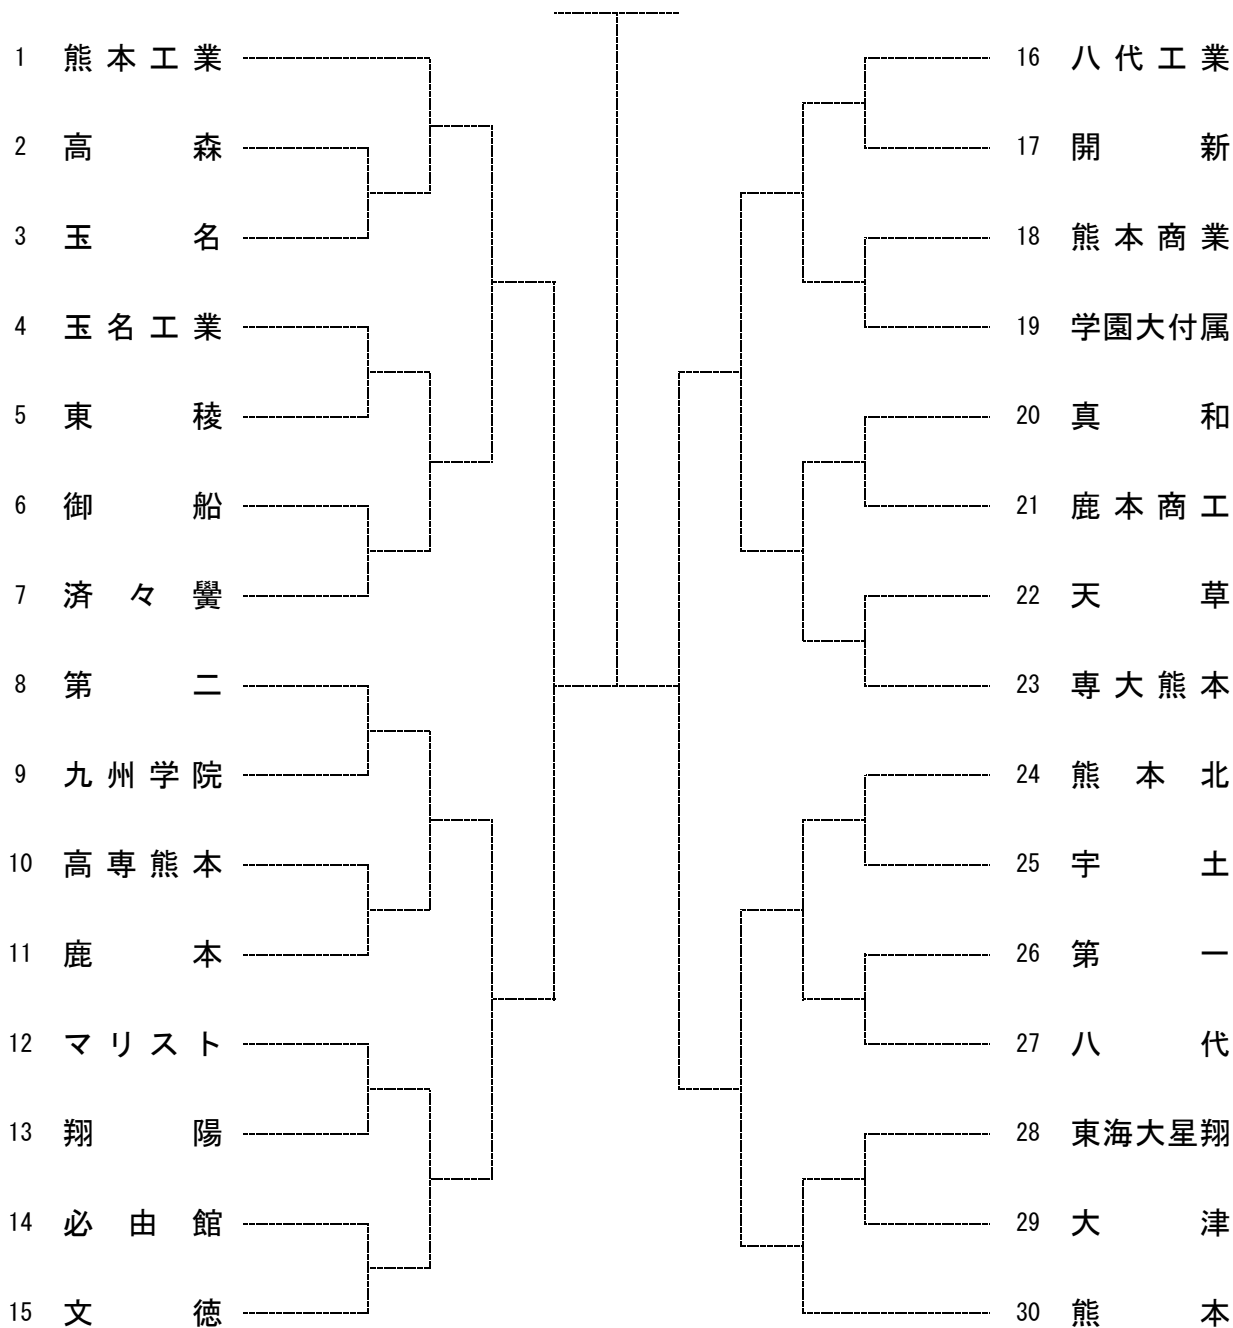 1 熊本工業
2 高森
3 玉名
4 玉名工業
5 東稜
6 御船
7 済々黌
8 第二
9 九州学院
10 高専熊本
11 鹿本
12 マリスト
13 翔陽
14 必由館
15 文徳
16 八代工業
17 開新
18 熊本商業
19 学園大付属
20 真和
21 鹿本商工
22 天草
23 専大熊本
24 熊本北
25 宇土
26 第一
27 八代
28 東海大星翔
29 大津
30 熊本